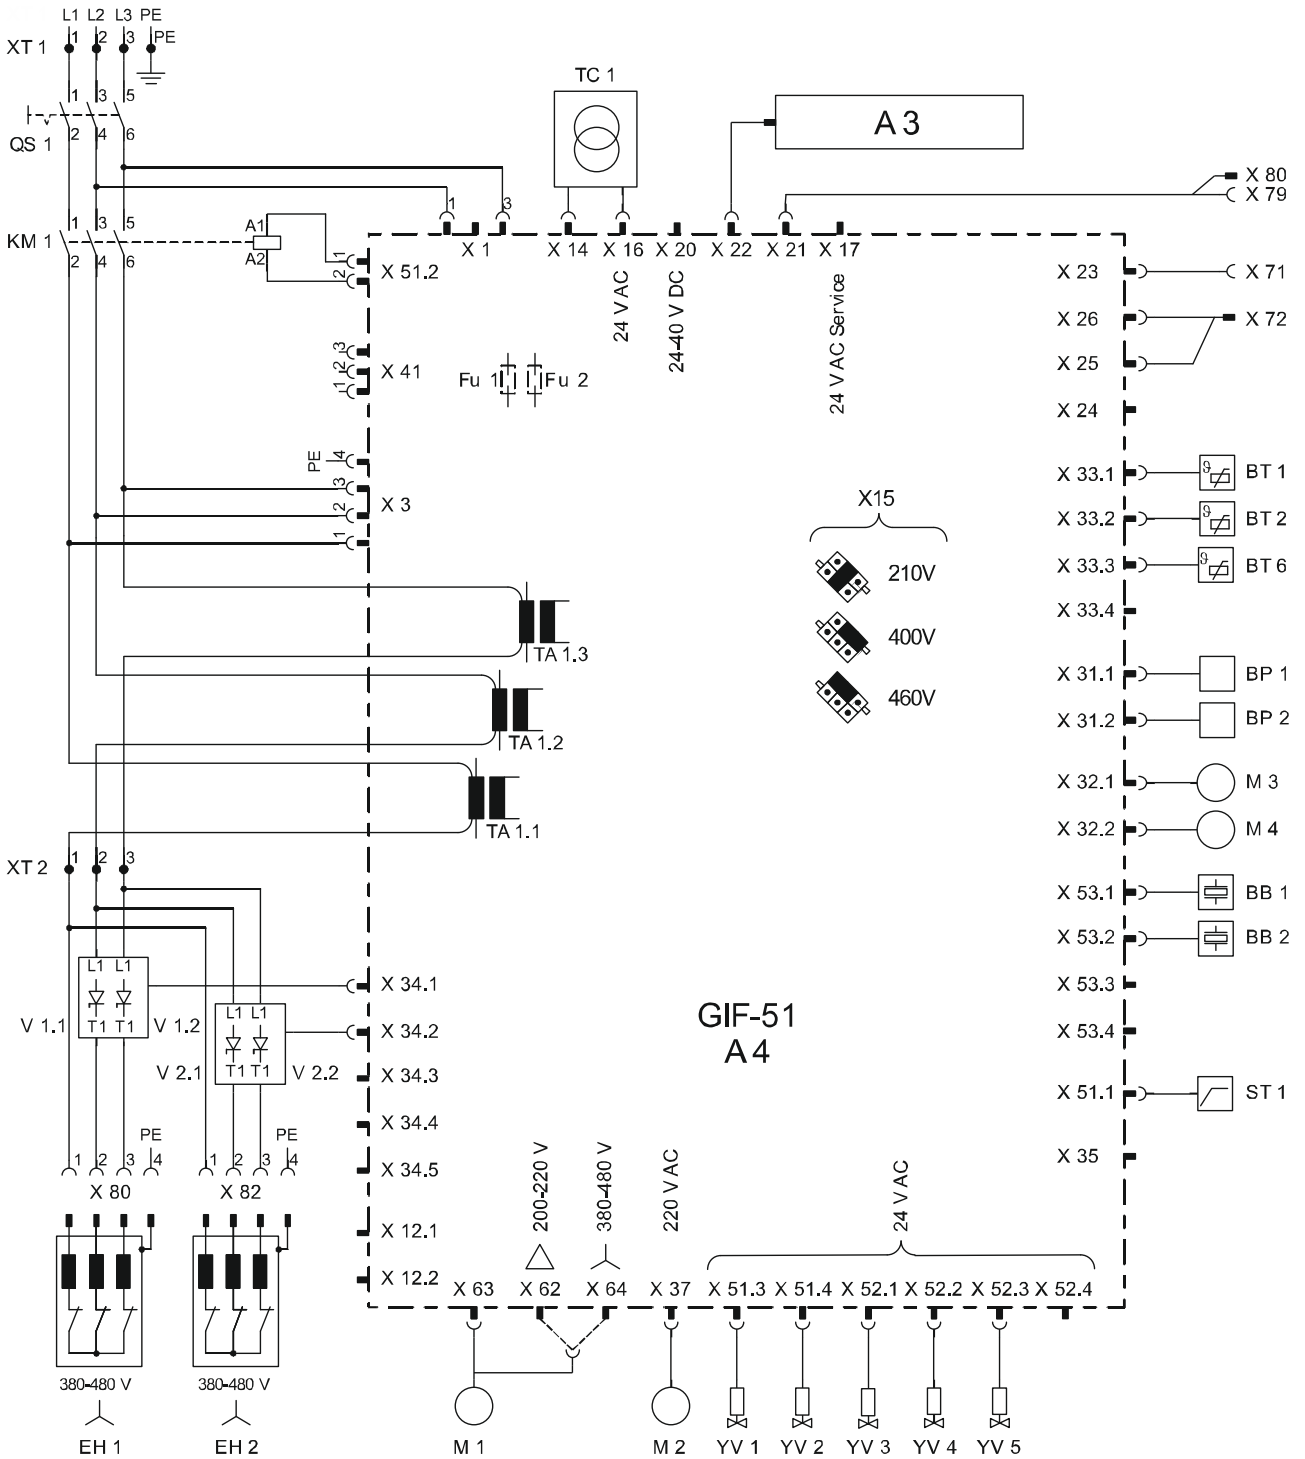 L1 L2 L3 PE
XT 1
1 2 3 PE
1 3 5
2 4 6
QS 1
TC 1
A 3
X 80
X 79
1 3
KM 1
1 3 5
2 4 6
A1
A2
1
2
X 51.2
X 1 X 14 X 16 X 20 X 22 X 21 X 17
24 V AC
24-40 V DC
24 V AC Service
X 23 X 71
X 26 X 72
X 25
X 24
3
2
1
X 41
Fu 1 Fu 2
PE
4
3
2
1
X 3
X 33.1 BT 1
X 33.2 BT 2
X 33.3 BT 6
X 33.4
ϑ
ϑ
ϑ
X15
210V
400V
460V
TA 1.3
TA 1.2
TA 1.1
X 31.1 BP 1
X 31.2 BP 2
X 32.1 M 3
X 32.2 M 4
X 53.1 BB 1
X 53.2 BB 2
X 53.3
X 53.4
X 51.1 ST 1
X 35
XT 2
1 2 3
L1 L1
T1 T1
V 1.1 V 1.2
L1 L1
T1 T1
V 2.1 V 2.2
X 34.1
X 34.2
X 34.3
X 34.4
X 34.5
X 12.1
X 12.2
GIF-51
A 4
PE PE
1 2 3 4 1 2 3 4
X 80 X 82
380-480 V 380-480 V
EH 1 EH 2
200-220 V
380-480 V
220 V AC
24 V AC
X 63 X 62 X 64 X 37 X 51.3 X 51.4 X 52.1 X 52.2 X 52.3 X 52.4
M 1 M 2 YV 1 YV 2 YV 3 YV 4 YV 5